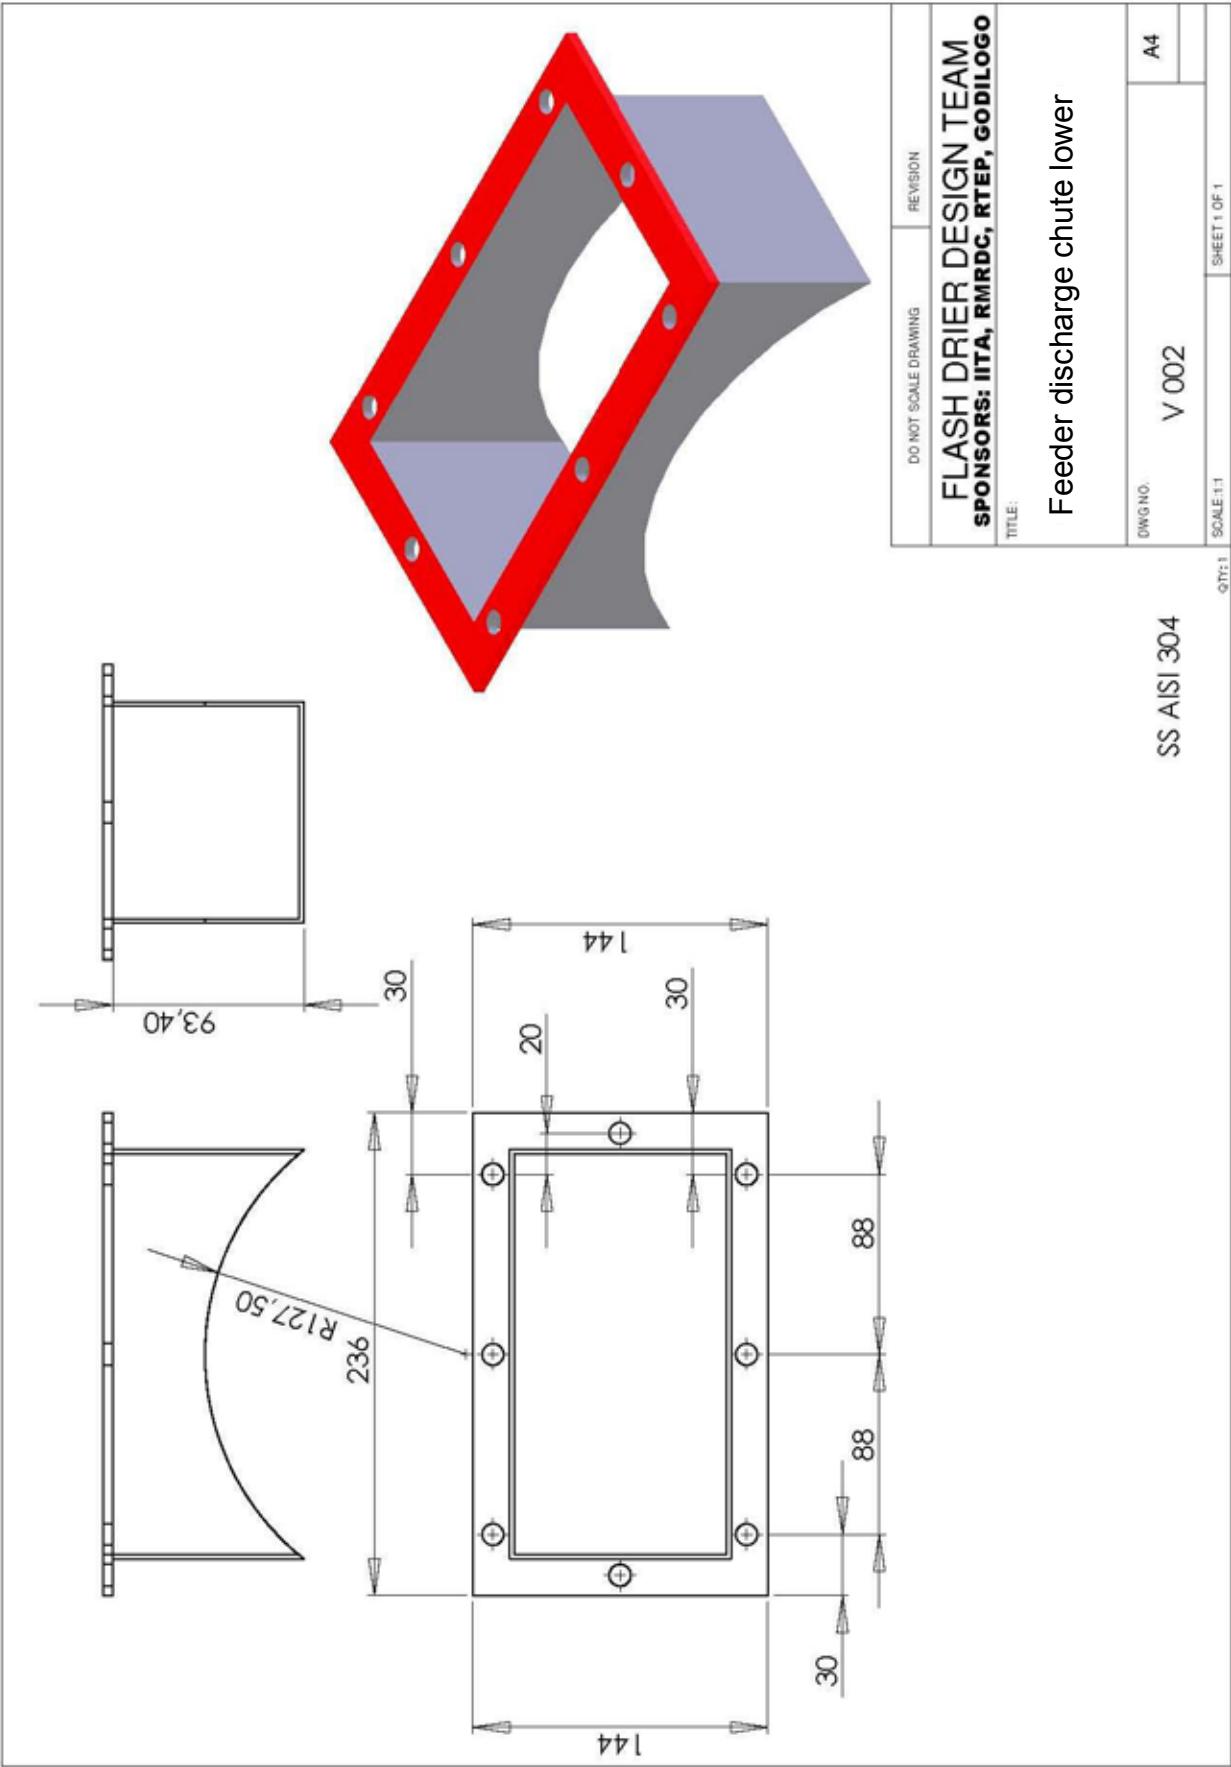 93,40
R127,50
236
30
20
30
144
144
88
88
30
SS AISI 304
DO NOT SCALE DRAWING
REVISION
FLASH DRIER DESIGN TEAM
SPONSORS: IITA, RMRDC, RTEP, GODILOGO
TITLE:
Feeder discharge chute lower
DWG NO.
V 002
A4
QTY: 1
SCALE:1:1
SHEET 1 OF 1